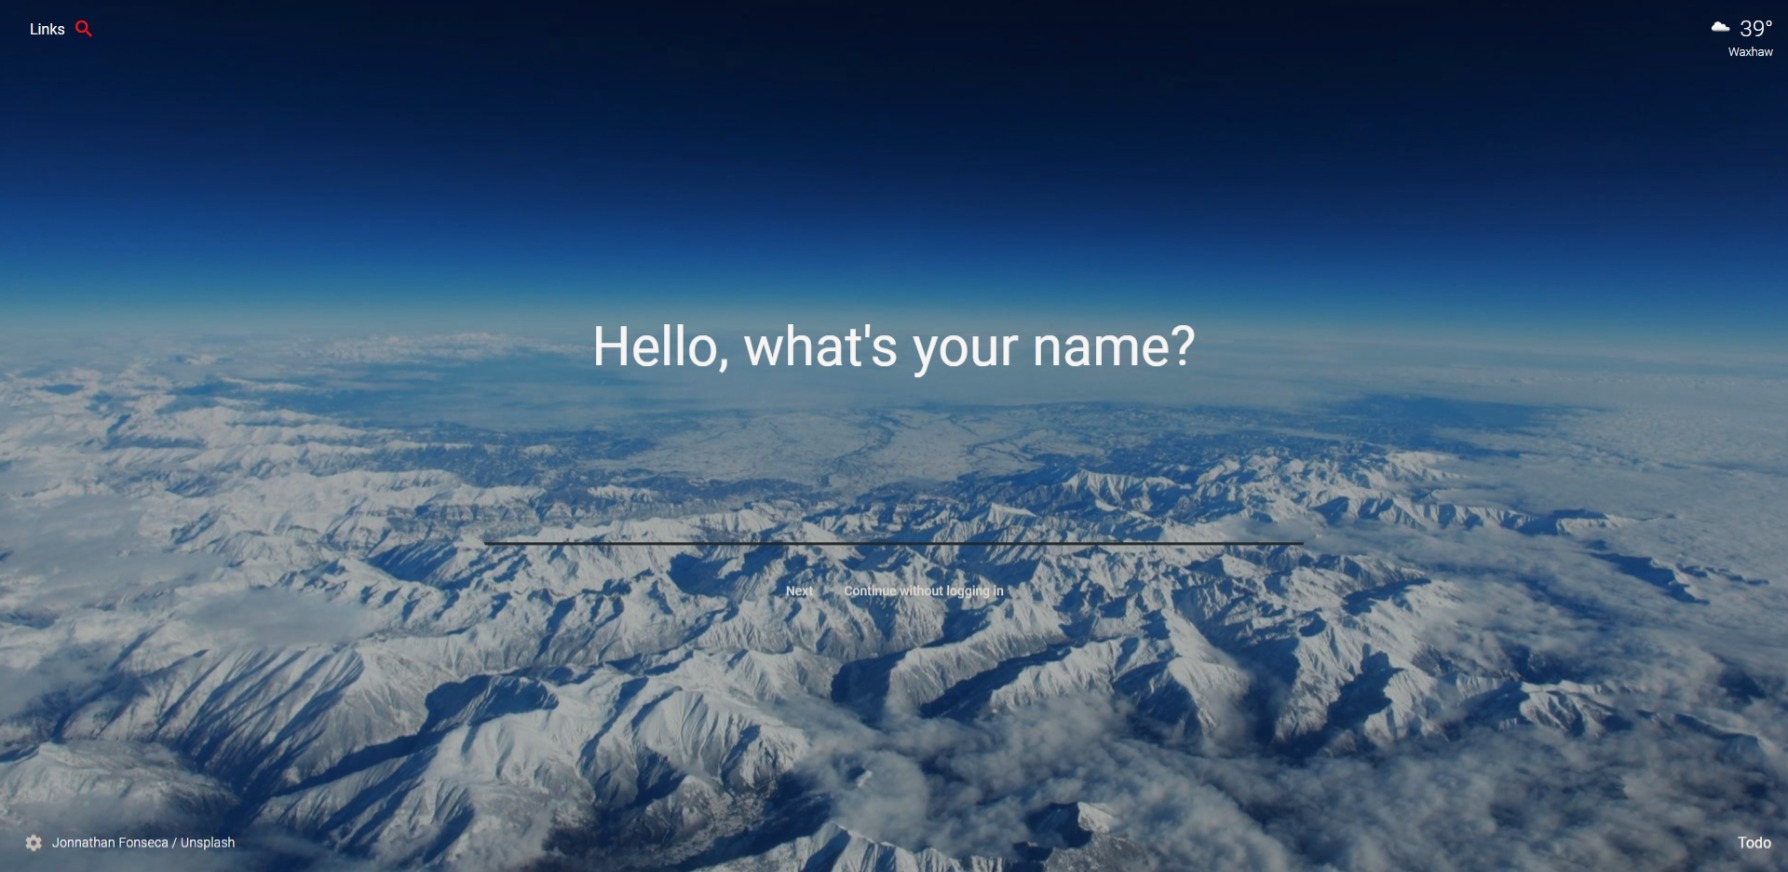 Links
39°
Waxhaw
Hello, what's your name?
Next
Continue without logging in
Jonnathan Fonseca / Unsplash
Todo